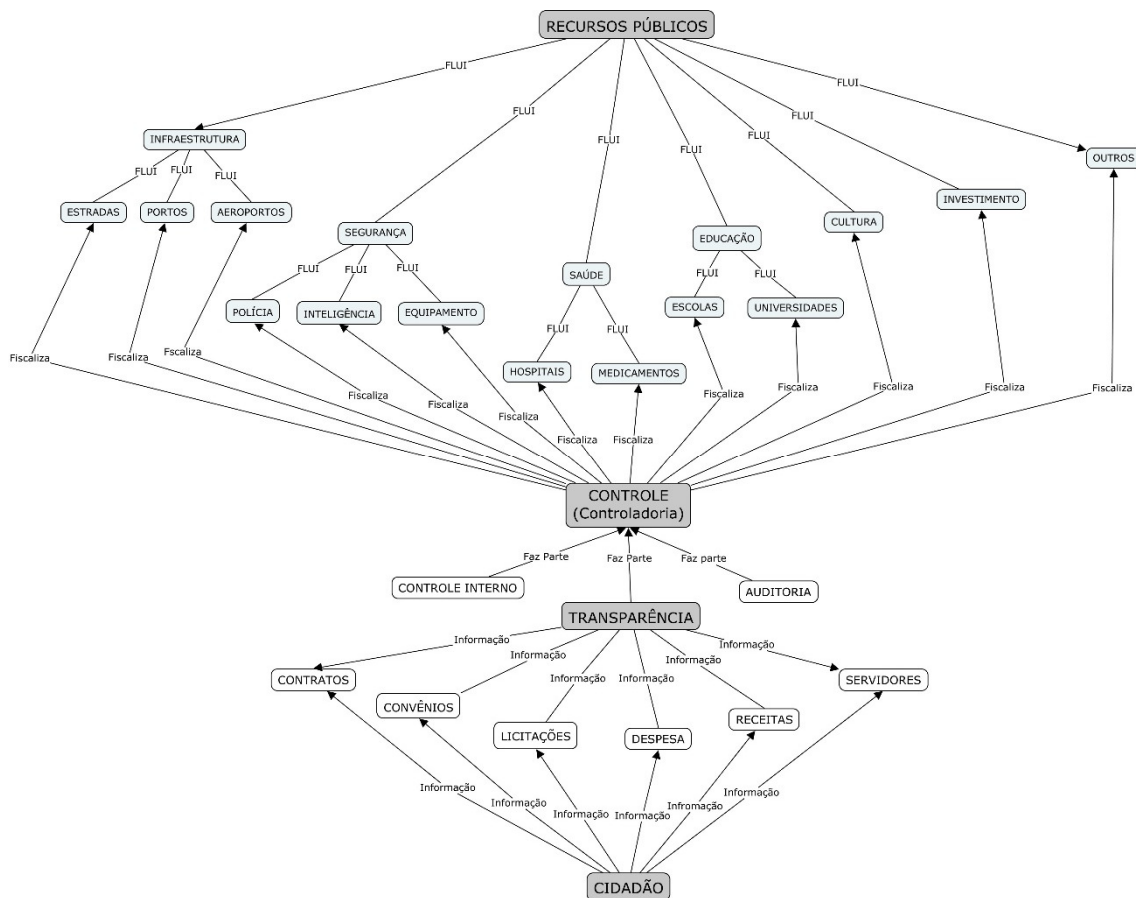 RECURSOS PÚBLICOS
FLUI
FLUI
FLUI
FLUI
FLUI
FLUI
FLUI
INFRAESTRUTURA
OUTROS
FLUI
FLUI
FLUI
ESTRADAS
PORTOS
AEROPORTOS
INVESTIMENTO
CULTURA
SEGURANÇA
EDUCAÇÃO
FLUI
FLUI
FLUI
SAÚDE
FLUI
FLUI
POLÍCIA
INTELIGÊNCIA
EQUIPAMENTO
ESCOLAS
UNIVERSIDADES
FLUI
FLUI
Fiscaliza
Fiscaliza
Fscaliza
HOSPITAIS
MEDICAMENTOS
Fiscaliza
Fiscaliza
Fiscaliza
Fiscaliza
Fiscaliza
Fiscaliza
Fiscaliza
Fiscaliza
Fiscaliza
Fiscaliza
CONTROLE
(Controladoria)
Faz Parte
Faz Parte
Faz parte
CONTROLE INTERNO
AUDITORIA
TRANSPARÊNCIA
Informação
Informação
Informação
Informação
Informação
Informação
CONTRATOS
SERVIDORES
CONVÊNIOS
RECEITAS
LICITAÇÕES
DESPESA
Informação
Informação
Informação
Informação
Infromação
Informação
CIDADÃO